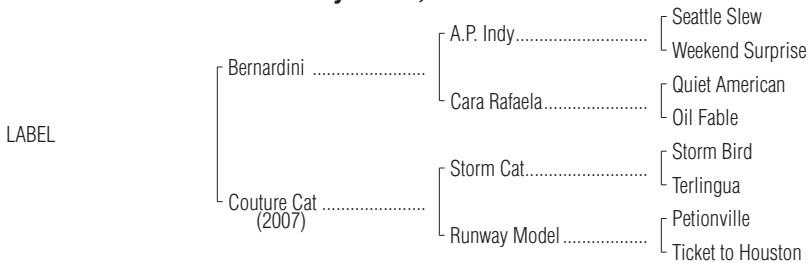 Seattle Slew
A.P. Indy
Weekend Surprise
Bernardini
Quiet American
Cara Rafaela
Oil Fable
LABEL
Storm Bird
Storm Cat
Terlingua
Couture Cat
(2007)
Petionville
Runway Model
Ticket to Houston